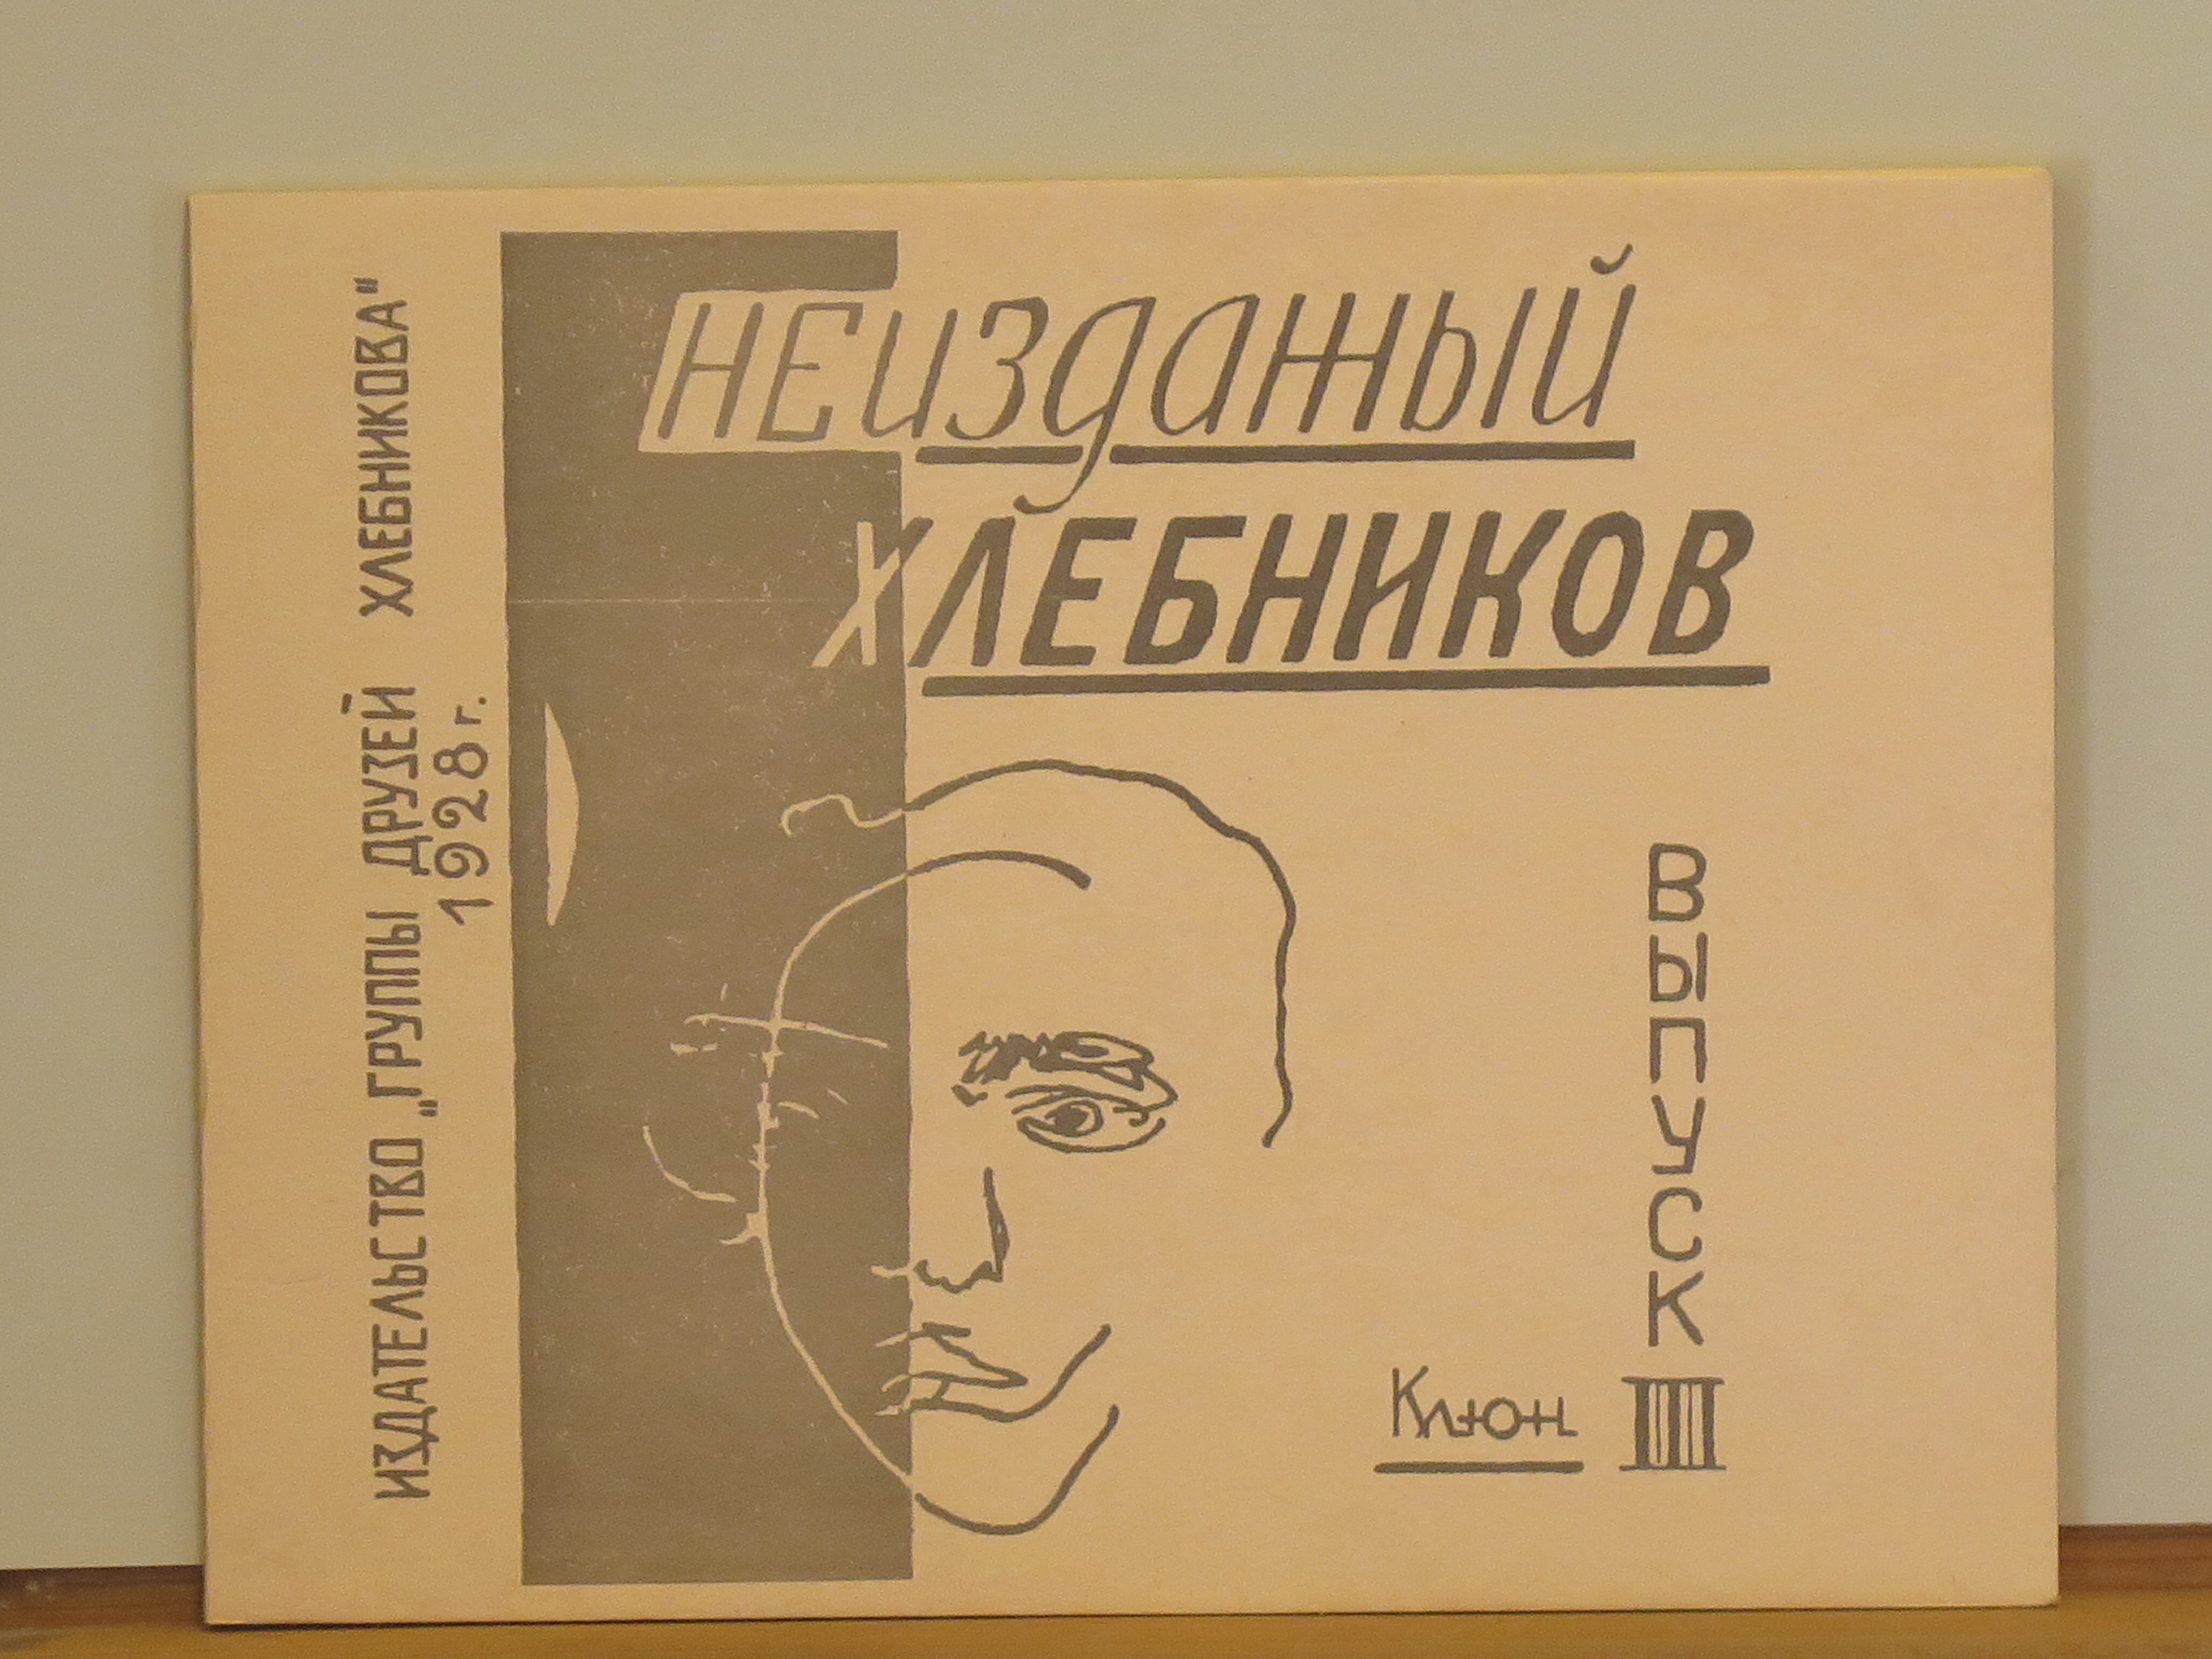 НЕизданный
ХЛЕБНИКОВ
ВЫПУСК
III
Клюн
ИЗДАТЕЛЬСТВО „ГРУППЫ ДРУЗЕЙ ХЛЕБНИКОВА“
1928 г.